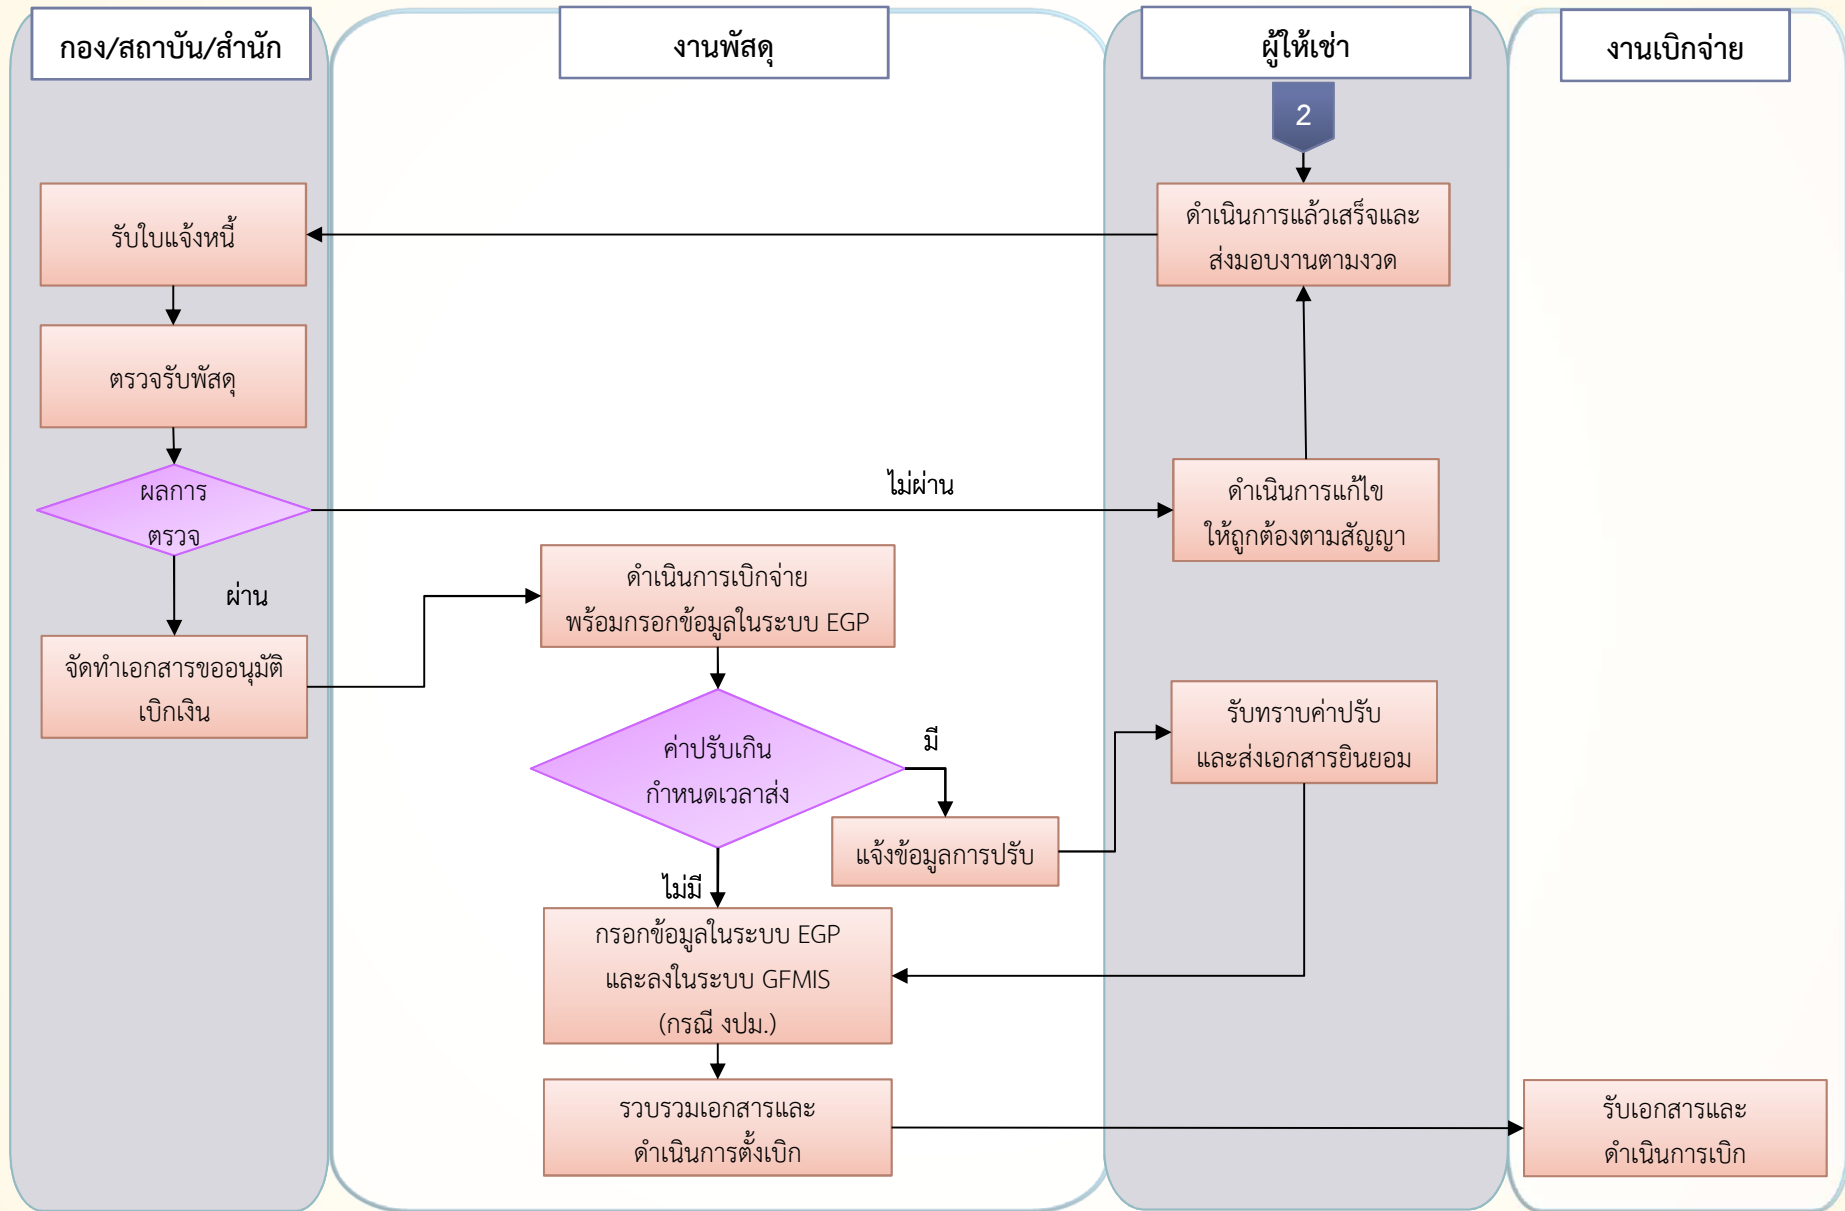 กอง/สถาบัน/สำนัก
งานพัสดุ
ผู้ให้เช่า
งานเบิกจ่าย
2
รับใบแจ้งหนี้
ดำเนินการแล้วเสร็จและ
ส่งมอบงานตามงวด
ตรวจรับพัสดุ
ผลการ
ตรวจ
ไม่ผ่าน
ดำเนินการแก้ไข
ให้ถูกต้องตามสัญญา
ผ่าน
ดำเนินการเบิกจ่าย
พร้อมกรอกข้อมูลในระบบ EGP
จัดทำเอกสารขออนุมัติ
เบิกเงิน
ค่าปรับเกิน
กำหนดเวลาส่ง
มี
รับทราบค่าปรับ
และส่งเอกสารยินยอม
แจ้งข้อมูลการปรับ
ไม่มี
กรอกข้อมูลในระบบ EGP
และลงในระบบ GFMIS
(กรณี งปม.)
รวบรวมเอกสารและ
ดำเนินการตั้งเบิก
รับเอกสารและ
ดำเนินการเบิก